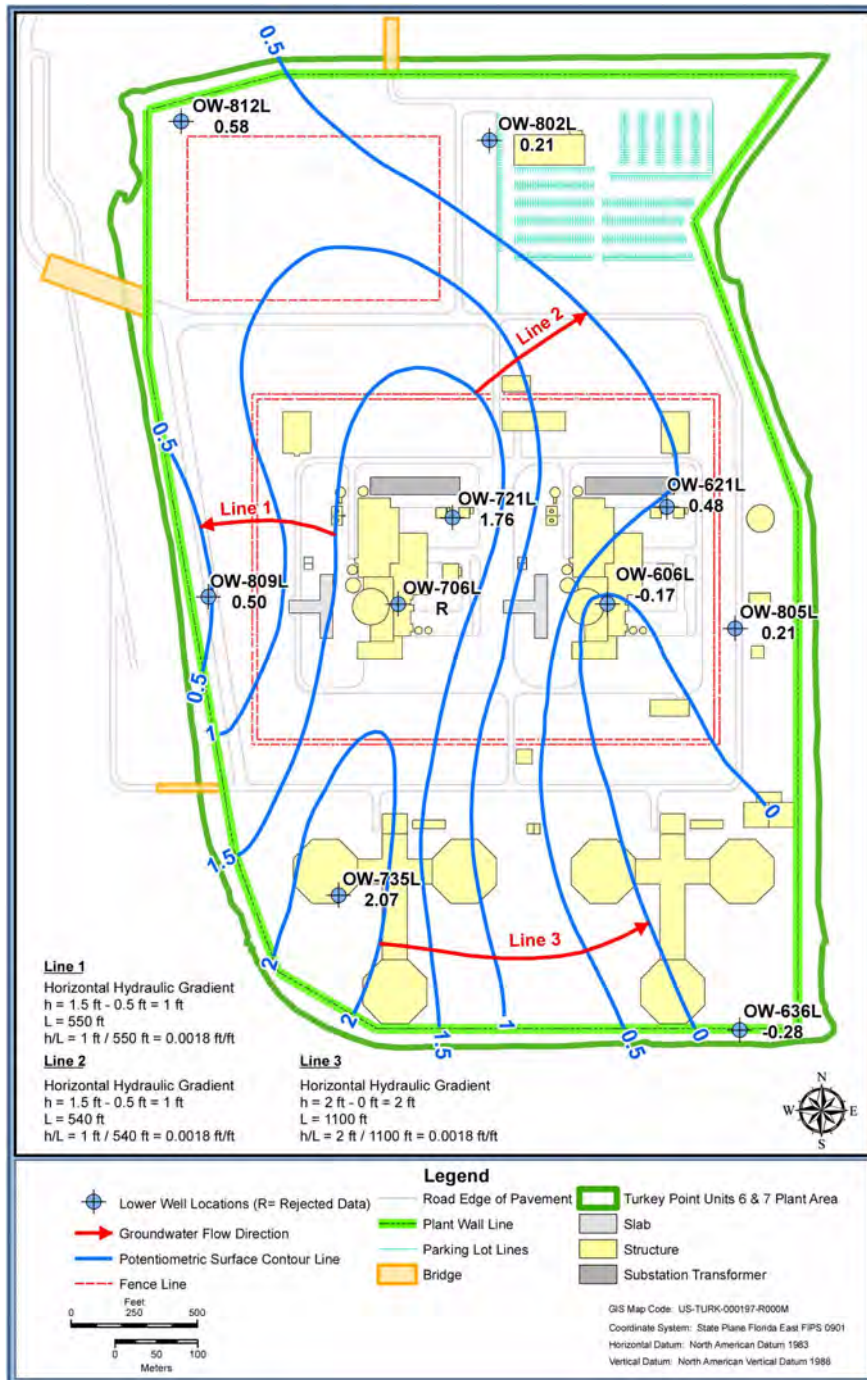 0.5
OW-812L
0.58
OW-802L
0.21
Line 2
0.5
OW-721L
1.76
OW-621L
0.48
Line 1
OW-809L
0.50
OW-706L
R
OW-606L
-0.17
OW-805L
0.21
0.5
1
0
1.5
OW-735L
2.07
Line 3
2
2
1.5
1
0.5
0
OW-636L
-0.28
Line 1
Horizontal Hydraulic Gradient
h = 1.5 ft - 0.5 ft = 1 ft
L = 550 ft
h/L = 1 ft / 550 ft = 0.0018 ft/ft
Line 2
Horizontal Hydraulic Gradient
h = 1.5 ft - 0.5 ft = 1 ft
L = 540 ft
h/L = 1 ft / 540 ft = 0.0018 ft/ft
Line 3
Horizontal Hydraulic Gradient
h = 2 ft - 0 ft = 2 ft
L = 1100 ft
h/L = 2 ft / 1100 ft = 0.0018 ft/ft
N
W E
S
Legend
Lower Well Locations (R= Rejected Data)
Groundwater Flow Direction
Potentiometric Surface Contour Line
Fence Line
Road Edge of Pavement
Plant Wall Line
Parking Lot Lines
Bridge
Turkey Point Units 6 & 7 Plant Area
Slab
Structure
Substation Transformer
Feet
0 250 500
0 50 100
Meters
GIS Map Code: US-TURK-000197-R000M
Coordinate System: State Plane Florida East FIPS 0901
Horizontal Datum: North American Datum 1983
Vertical Datum: North American Vertical Datum 1988